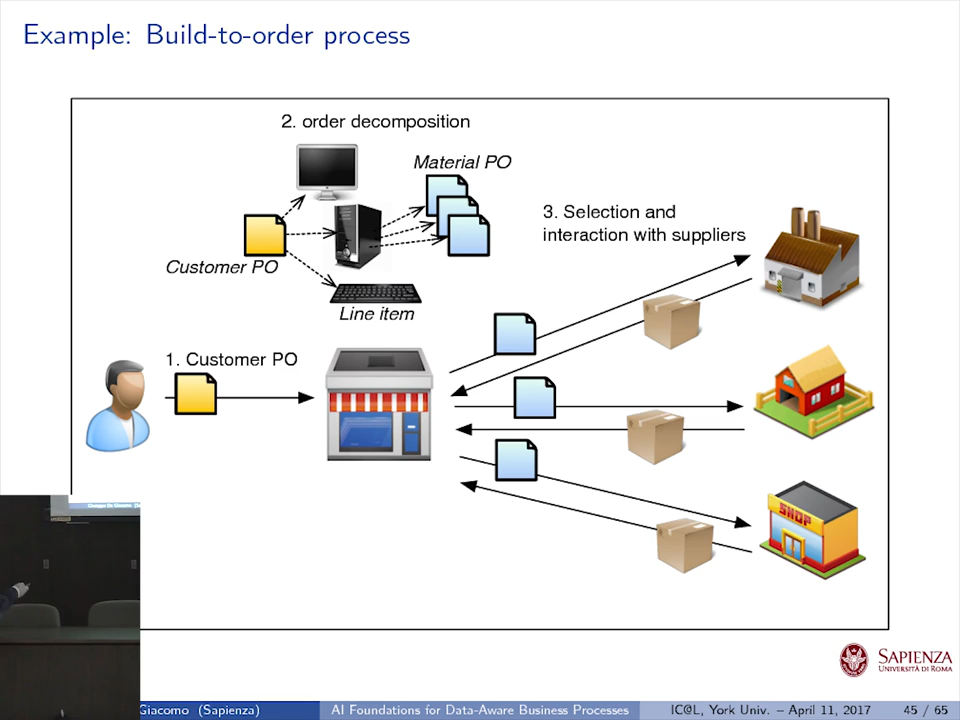 Example: Build-to-order process
2. order decomposition
Material PO
3. Selection and
interaction with suppliers
Customer PO
Line item
1. Customer PO
SHOP
SAPIENZA
UNIVERSITÀ DI ROMA
Giacomo (Sapienza)
AI Foundations for Data-Aware Business Processes
IC@L, York Univ. – April 11, 2017
45 / 65